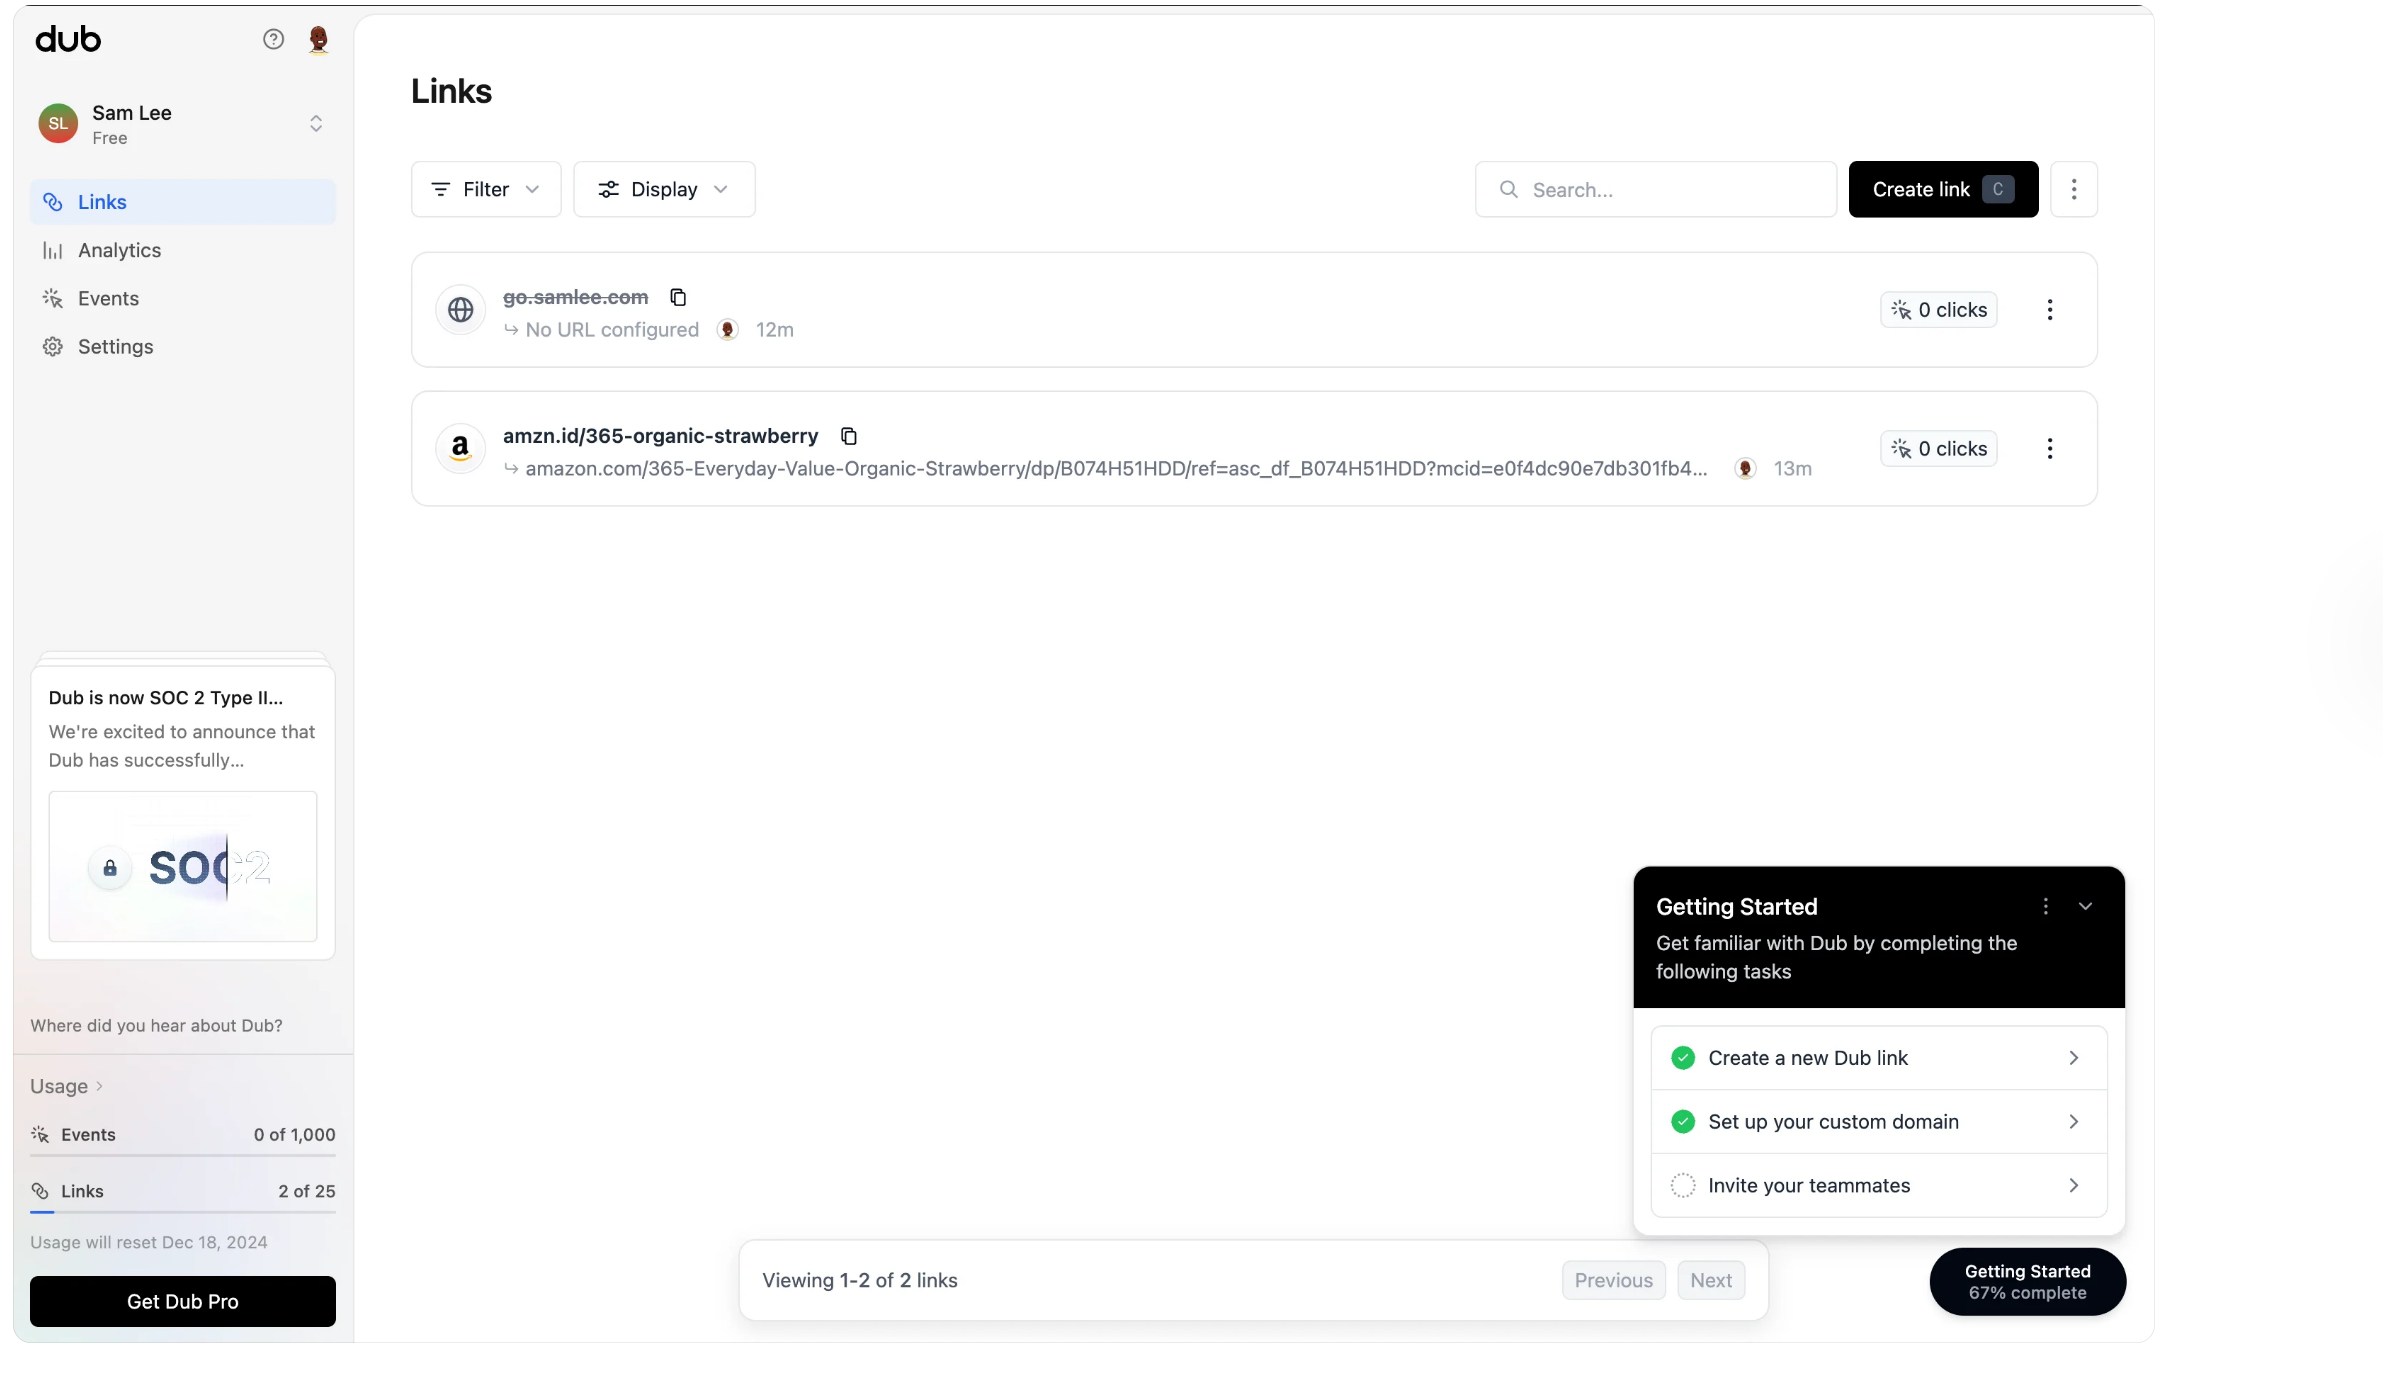 dub
SL
Sam Lee
Free
Links
Analytics
Events
Settings
Dub is now SOC 2 Type II...
We're excited to announce that
Dub has successfully...
SOC2
Where did you hear about Dub?
Usage
Events 0 of 1,000
Links 2 of 25
Usage will reset Dec 18, 2024
Get Dub Pro
Links
Filter
Display
Search...
Create link C
go.samlee.com
No URL configured 12m
0 clicks
a
amzn.id/365-organic-strawberry
amazon.com/365-Everyday-Value-Organic-Strawberry/dp/B074H51HDD/ref=asc_df_B074H51HDD?mcid=e0f4dc90e7db301fb4... 13m
0 clicks
Getting Started
Get familiar with Dub by completing the
following tasks
Create a new Dub link
Set up your custom domain
Invite your teammates
Viewing 1-2 of 2 links
Previous
Next
Getting Started
67% complete